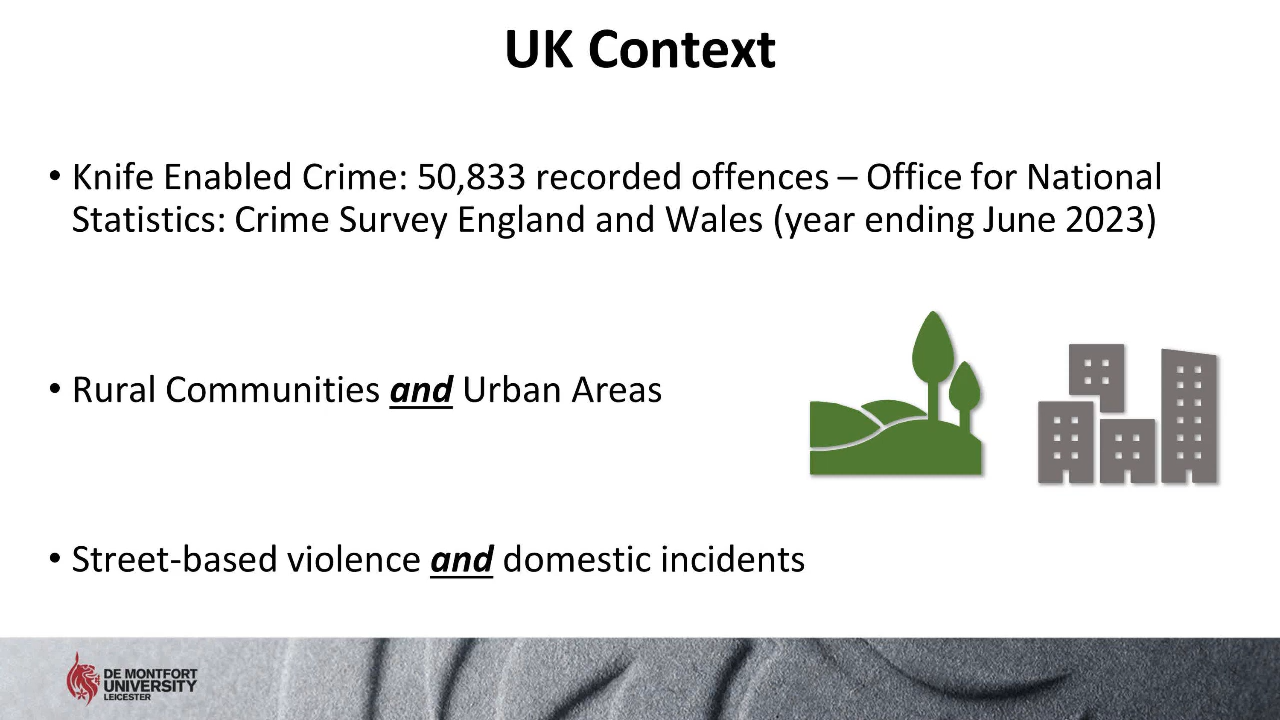 UK Context
• Knife Enabled Crime: 50,833 recorded offences – Office for National
Statistics: Crime Survey England and Wales (year ending June 2023)
• Rural Communities and Urban Areas
• Street-based violence and domestic incidents
DE MONTFORT
UNIVERSITY
LEICESTER